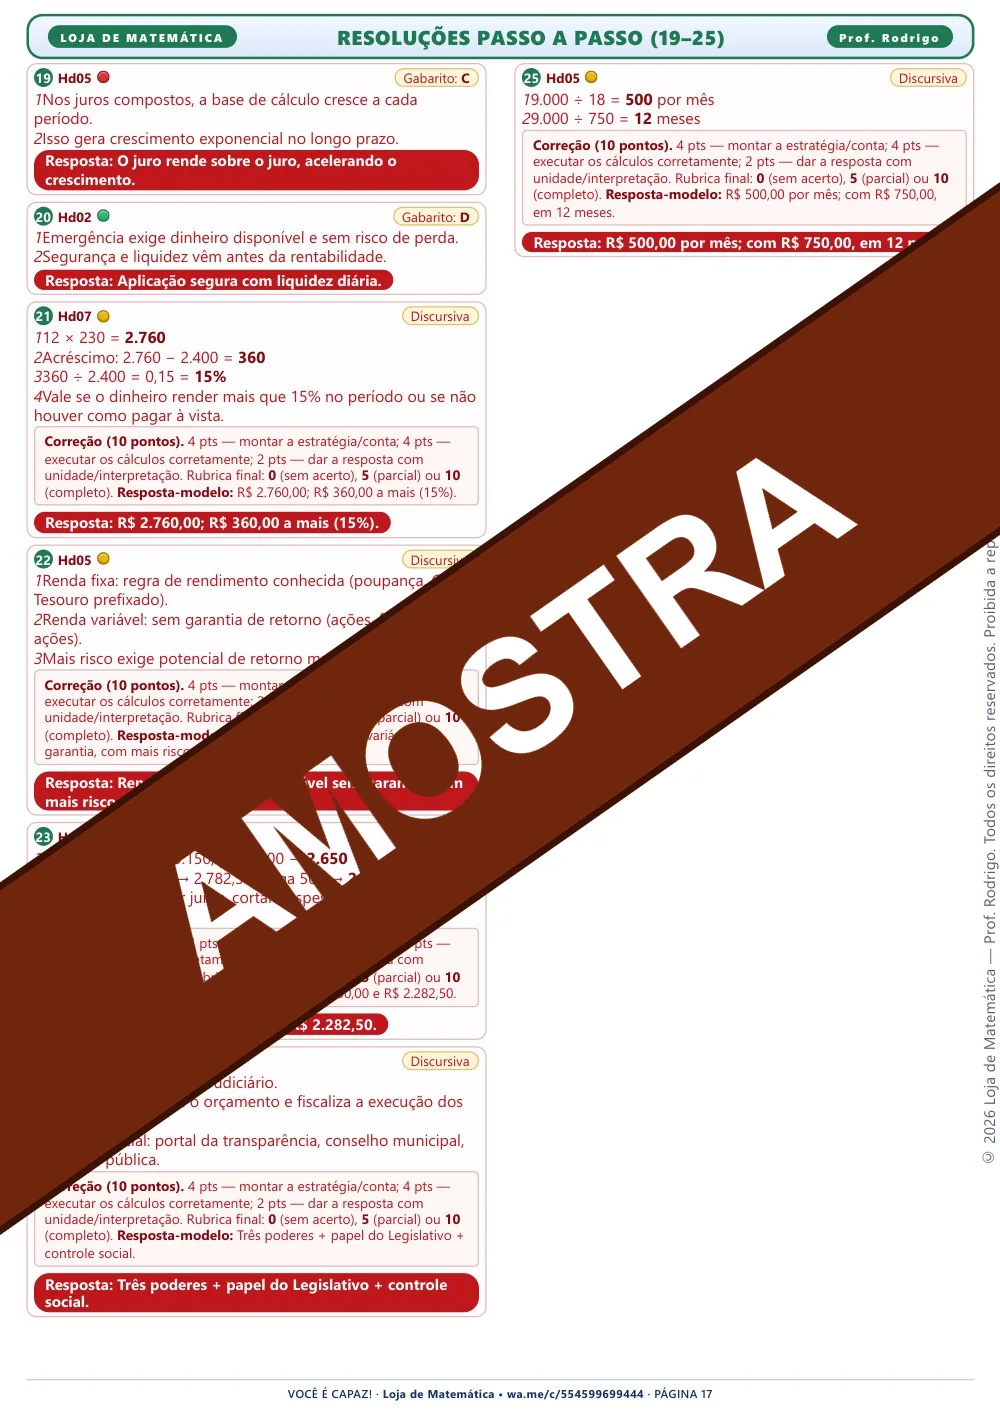 LOJA DE MATEMÁTICA
RESOLUÇÕES PASSO A PASSO (19–25)
Prof. Rodrigo
19 Hd05 Gabarito: C
1Nos juros compostos, a base de cálculo cresce a cada
período.
2Isso gera crescimento exponencial no longo prazo.
Resposta: O juro rende sobre o juro, acelerando o
crescimento.
20 Hd02 Gabarito: D
1Emergência exige dinheiro disponível e sem risco de perda.
2Segurança e liquidez vêm antes da rentabilidade.
Resposta: Aplicação segura com liquidez diária.
21 Hd07 Discursiva
112 × 230 = 2.760
2Acréscimo: 2.760 − 2.400 = 360
3360 ÷ 2.400 = 0,15 = 15%
4Vale se o dinheiro render mais que 15% no período ou se não
houver como pagar à vista.
Correção (10 pontos). 4 pts — montar a estratégia/conta; 4 pts —
executar os cálculos corretamente; 2 pts — dar a resposta com
unidade/interpretação. Rubrica final: 0 (sem acerto), 5 (parcial) ou 10
(completo). Resposta-modelo: R$ 2.760,00; R$ 360,00 a mais (15%).
Resposta: R$ 2.760,00; R$ 360,00 a mais (15%).
22 Hd05
1Renda fixa: regra de rendimento conhecida (poupança,
Tesouro prefixado).
2Renda variável: sem garantia de retorno (ações,
ações).
3Mais risco exige potencial de retorno
Correção (10 pontos). 4 pts —
executar os cálculos corretamente;
unidade/interpretação. Rubrica ou 10
(completo).
garantia, com mais
Resposta:
mais risco
23
2.650
(parcial) ou 10
e R$ 2.282,50.
R$ 2.282,50.
Discursiva
orçamento e fiscaliza a execução dos
portal da transparência, conselho municipal,
pública.
4 pts — montar a estratégia/conta; 4 pts —
executar os cálculos corretamente; 2 pts — dar a resposta com
unidade/interpretação. Rubrica final: 0 (sem acerto), 5 (parcial) ou 10
(completo). Resposta-modelo: Três poderes + papel do Legislativo +
controle social.
Resposta: Três poderes + papel do Legislativo + controle
social.
25 Hd05 Discursiva
19.000 ÷ 18 = 500 por mês
29.000 ÷ 750 = 12 meses
Correção (10 pontos). 4 pts — montar a estratégia/conta; 4 pts —
executar os cálculos corretamente; 2 pts — dar a resposta com
unidade/interpretação. Rubrica final: 0 (sem acerto), 5 (parcial) ou 10
(completo). Resposta-modelo: R$ 500,00 por mês; com R$ 750,00,
em 12 meses.
Resposta: R$ 500,00 por mês; com R$ 750,00, em 12
AMOSTRA
© 2026 Loja de Matemática — Prof. Rodrigo. Todos os direitos reservados. Proibida a
VOCÊ É CAPAZ! · Loja de Matemática • wa.me/c/554599699444 · PÁGINA 17